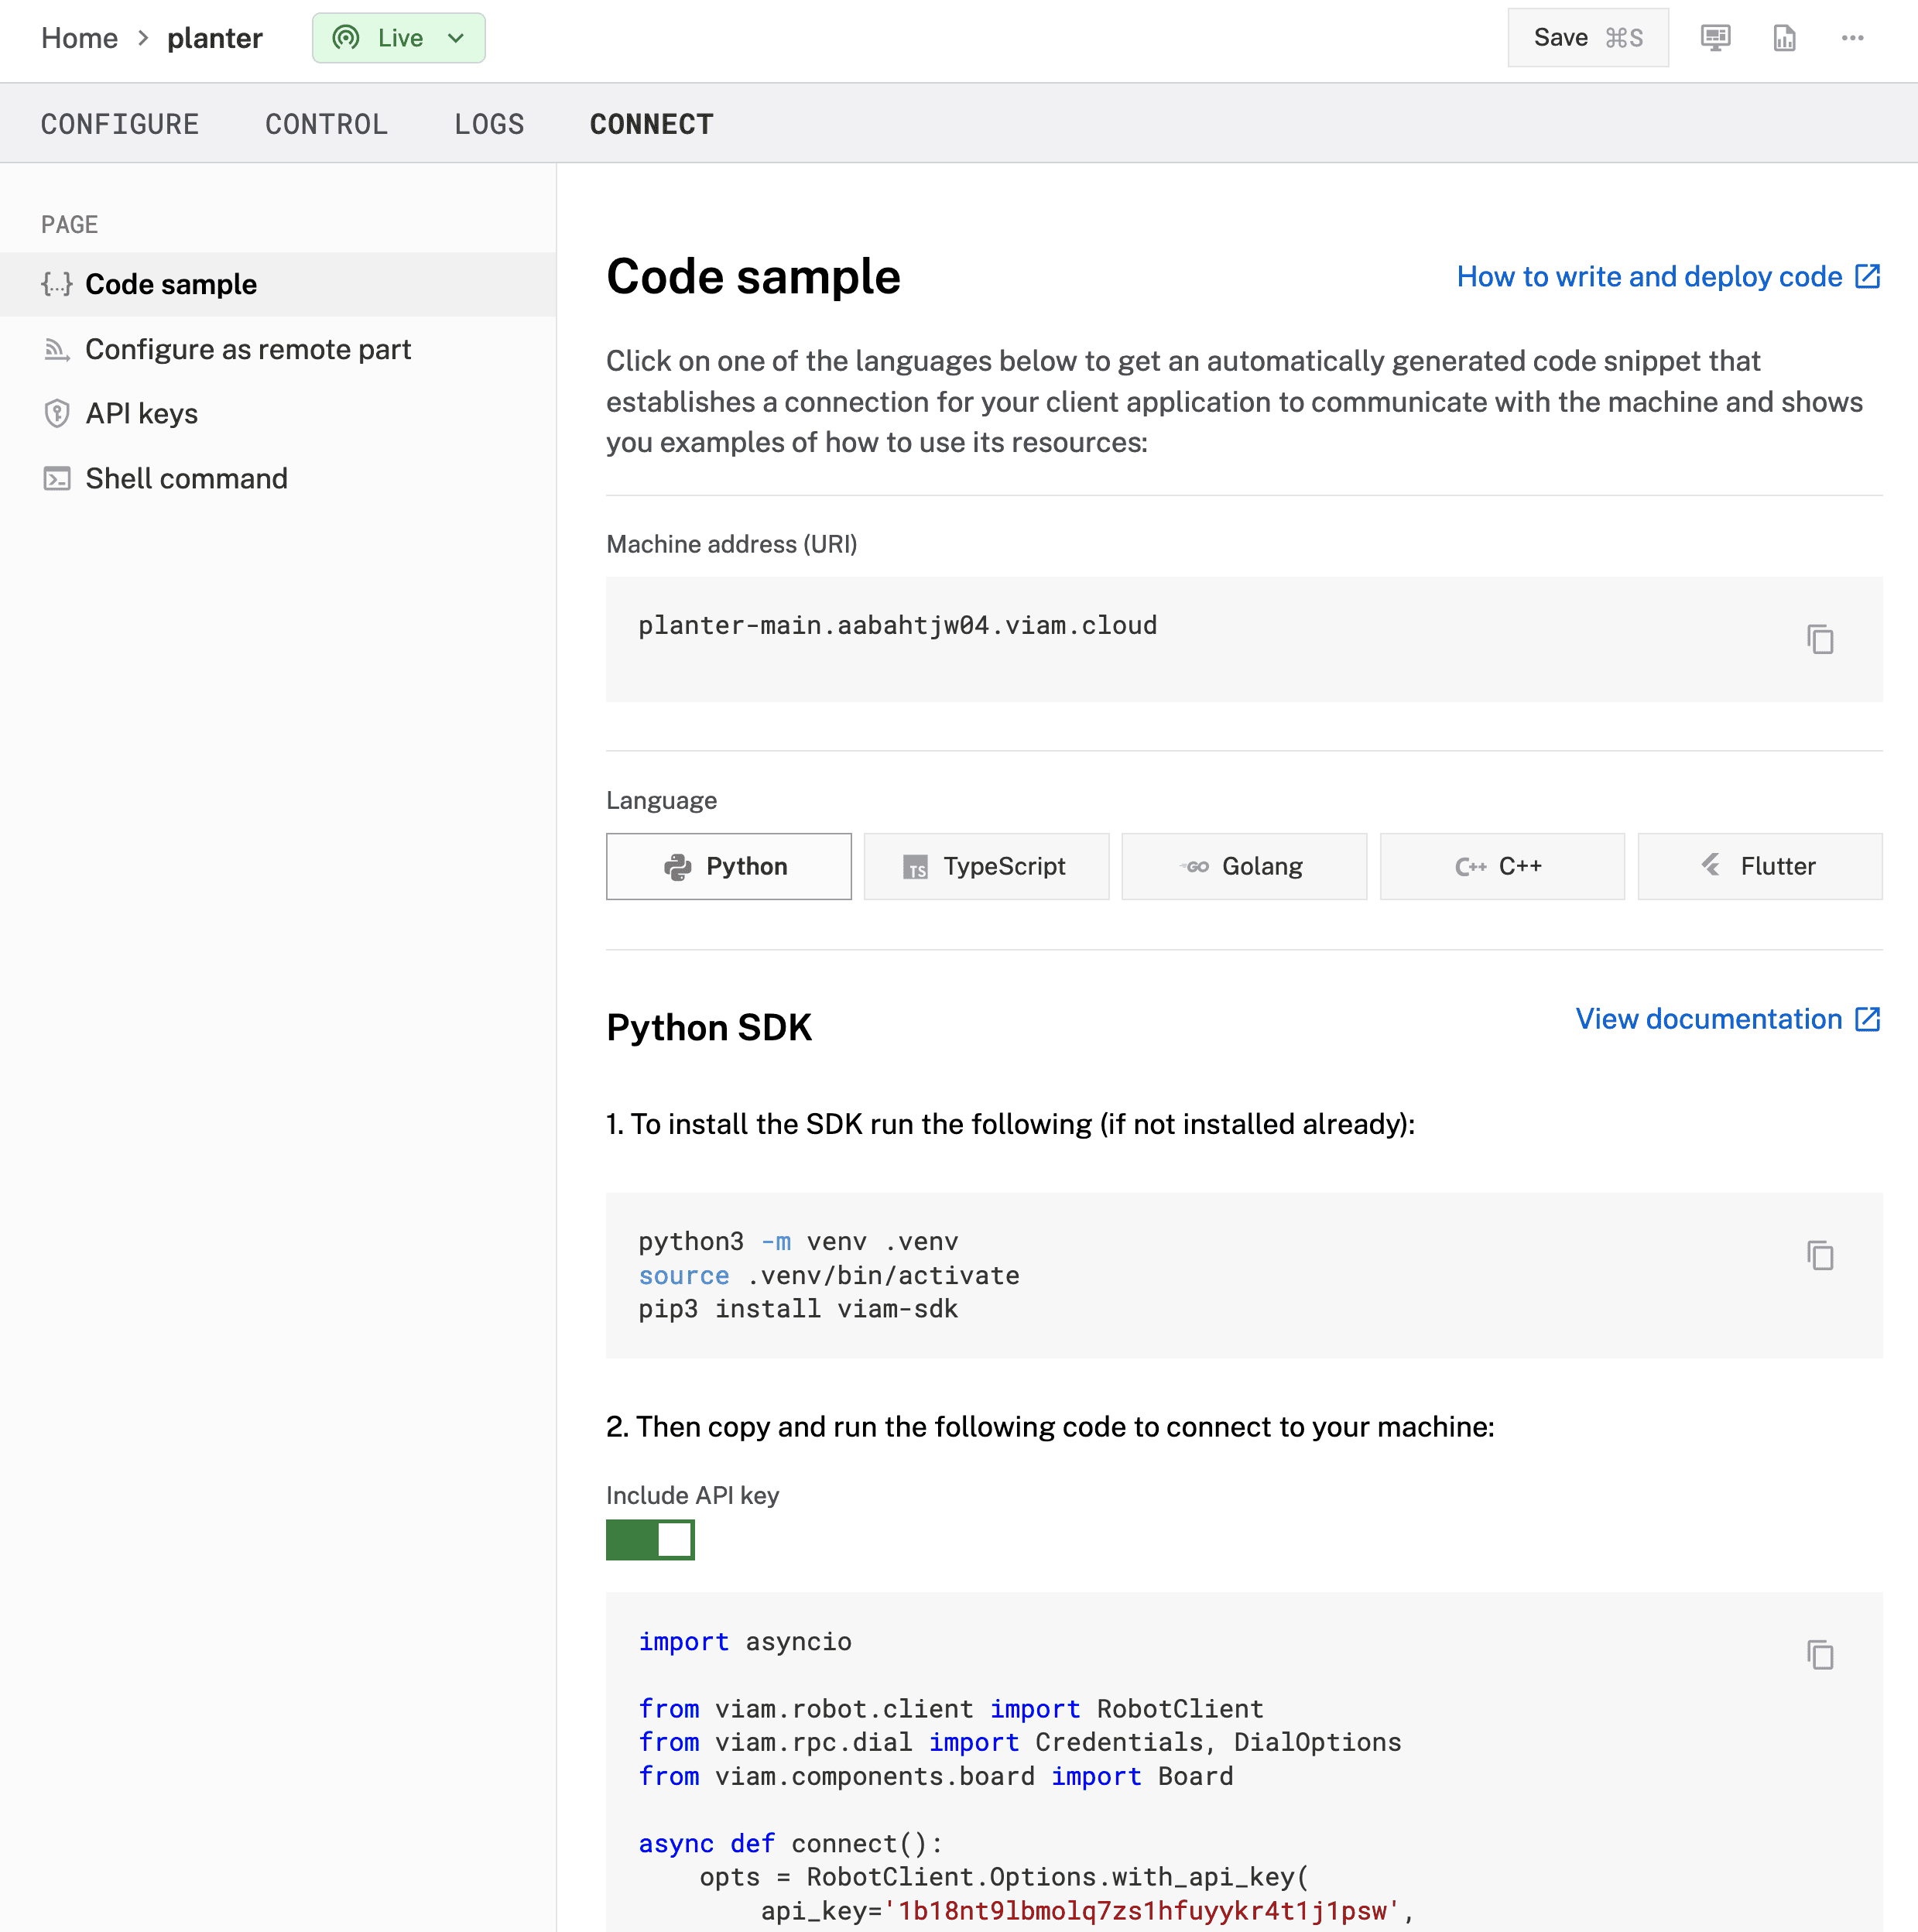 Home > planter Live
Save ⌘S
CONFIGURE CONTROL LOGS CONNECT
PAGE
Code sample
Configure as remote part
API keys
Shell command
Code sample
How to write and deploy code
Click on one of the languages below to get an automatically generated code snippet that
establishes a connection for your client application to communicate with the machine and shows
you examples of how to use its resources:
Machine address (URI)
planter-main.aabahtjw04.viam.cloud
Language
Python
TS TypeScript
GO Golang
C++ C++
Flutter
Python SDK
View documentation
1. To install the SDK run the following (if not installed already):
python3 -m venv .venv
source .venv/bin/activate
pip3 install viam-sdk
2. Then copy and run the following code to connect to your machine:
Include API key
import asyncio
from viam.robot.client import RobotClient
from viam.rpc.dial import Credentials, DialOptions
from viam.components.board import Board
async def connect():
    opts = RobotClient.Options.with_api_key(
        api_key='1b18nt9lbmolq7zs1hfuyykr4t1j1psw',